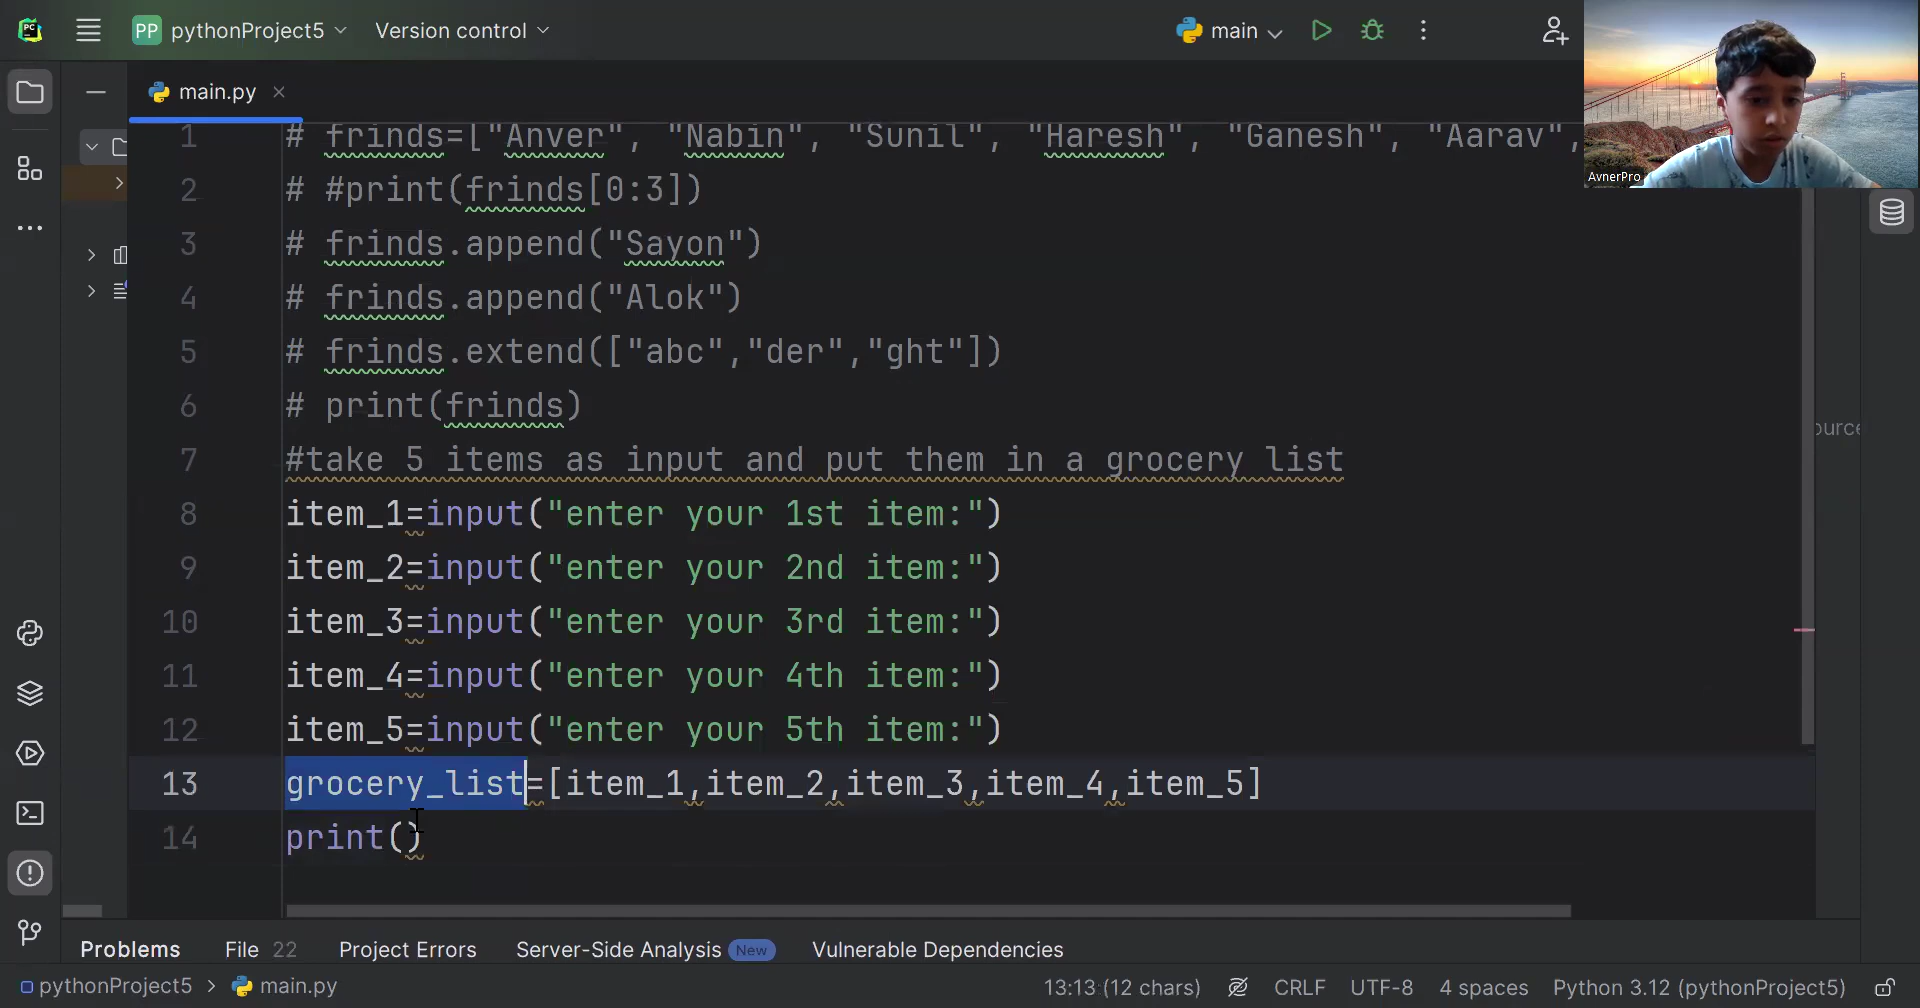 PC
PP pythonProject5 Version control main
AvnerPro
main.py
1 # frinds=["Anver", "Nabin", "Sunil", "Haresh", "Ganesh", "Aarav",
2 # #print(frinds[0:3])
3 # frinds.append("Sayon")
4 # frinds.append("Alok")
5 # frinds.extend(["abc","der","ght"])
6 # print(frinds)
7 #take 5 items as input and put them in a grocery list
8 item_1=input("enter your 1st item:")
9 item_2=input("enter your 2nd item:")
10 item_3=input("enter your 3rd item:")
11 item_4=input("enter your 4th item:")
12 item_5=input("enter your 5th item:")
13 grocery_list=[item_1,item_2,item_3,item_4,item_5]
14 print()
Problems File 22 Project Errors Server-Side Analysis New Vulnerable Dependencies
pythonProject5 > main.py 13:13 (12 chars) CRLF UTF-8 4 spaces Python 3.12 (pythonProject5)